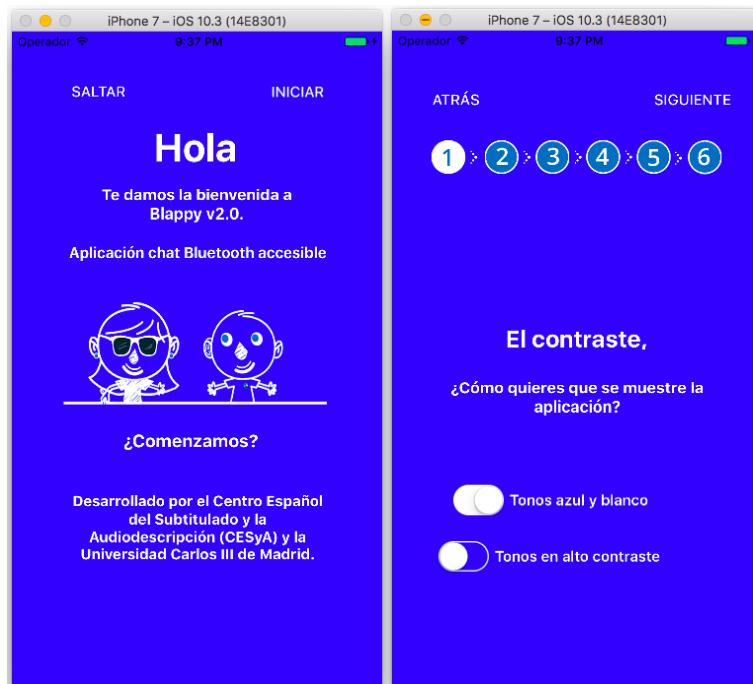 iPhone 7 – iOS 10.3 (14E8301)
Operador 9:37 PM
SALTAR INICIAR
Hola
Te damos la bienvenida a
Blappy v2.0.
Aplicación chat Bluetooth accesible
¿Comenzamos?
Desarrollado por el Centro Español
del Subtitulado y la
Audiodescripción (CESyA) y la
Universidad Carlos III de Madrid.
iPhone 7 – iOS 10.3 (14E8301)
Operador 9:37 PM
ATRÁS SIGUIENTE
1 2 3 4 5 6
El contraste,
¿Cómo quieres que se muestre la
aplicación?
Tonos azul y blanco
Tonos en alto contraste